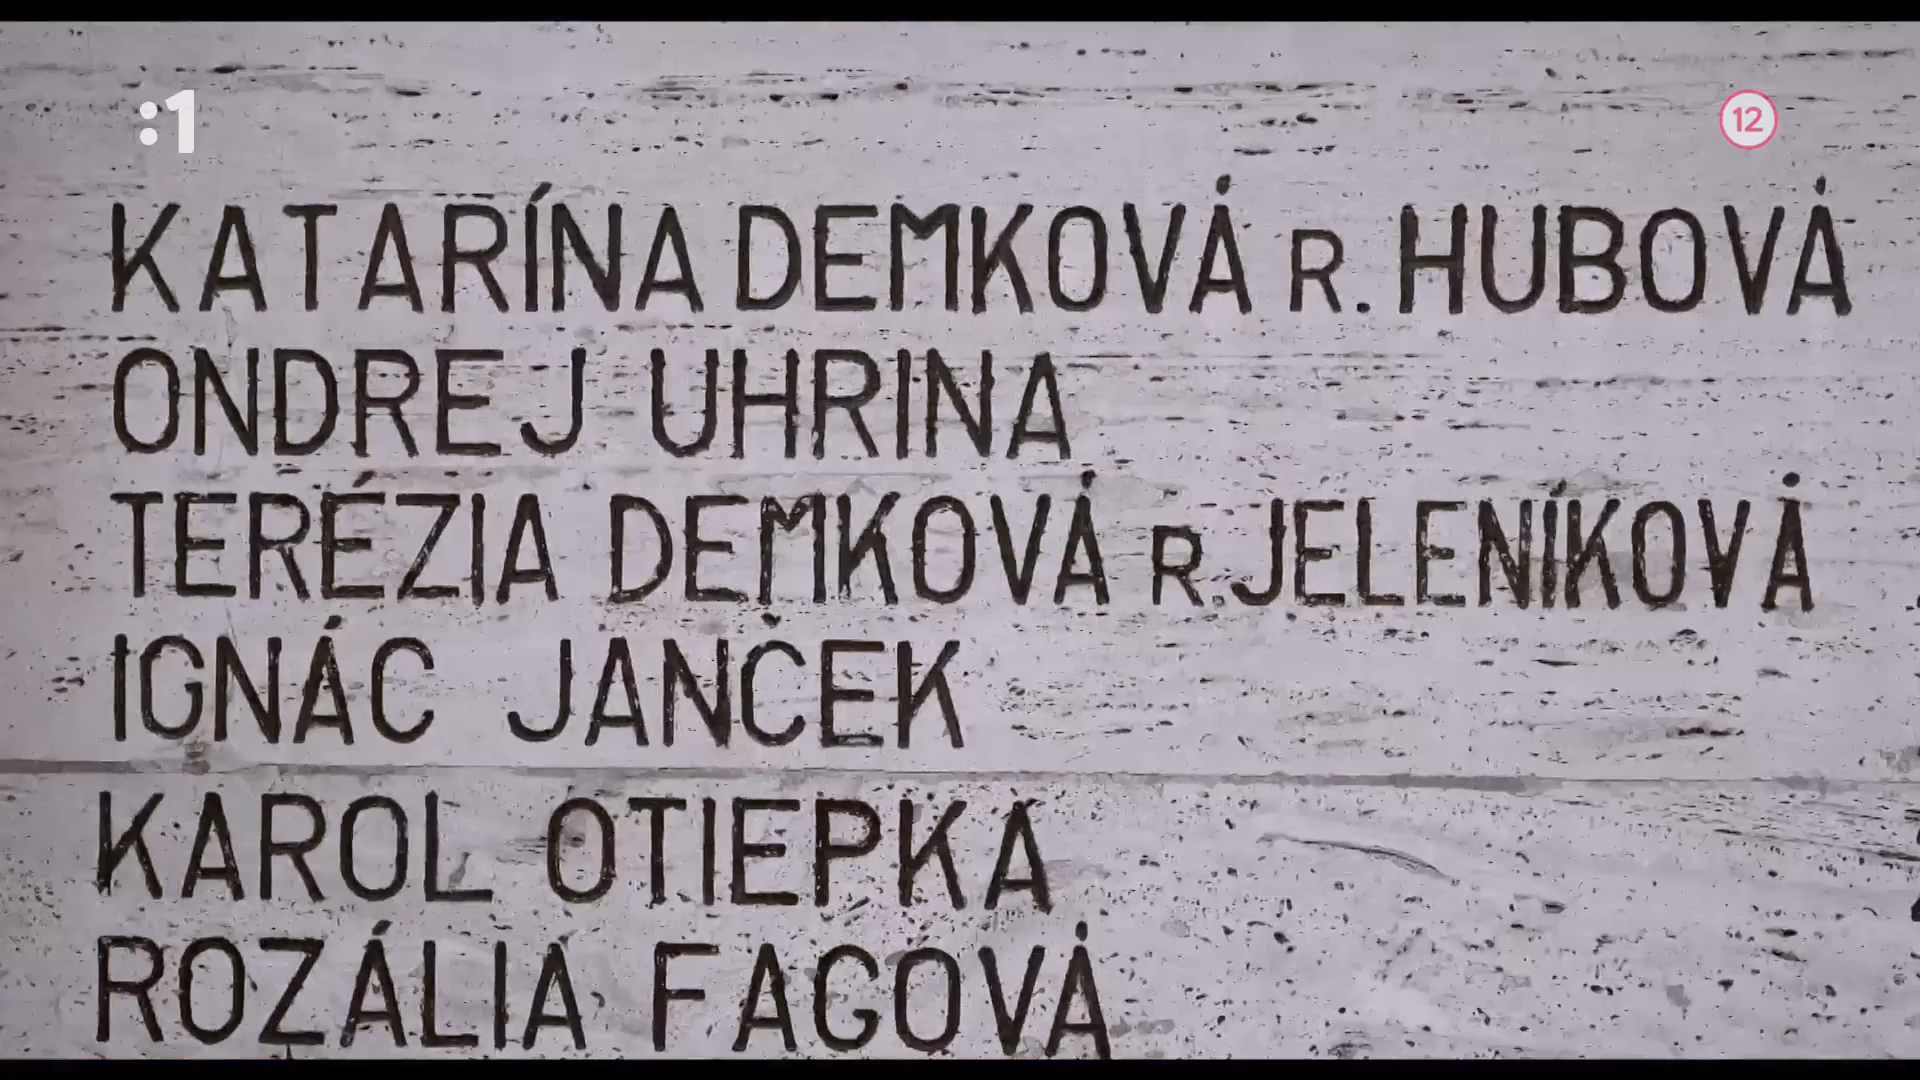 :1
12
KATARÍNA DEMKOVÁ R. HUBOVÁ
ONDREJ UHRINA
TERÉZIA DEMKOVÁ R. JELENÍKOVÁ
IGNÁC JANČEK
KAROL OTIEPKA
ROZÁLIA FAGOVÁ